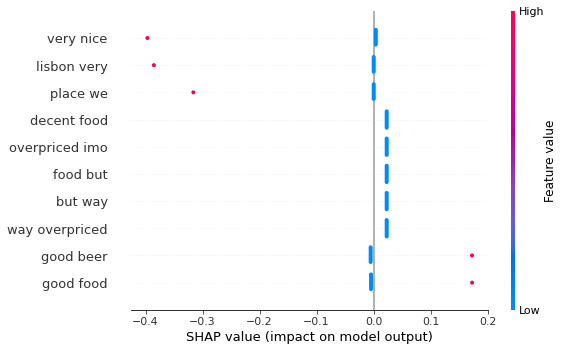 High
very nice
lisbon very
place we
decent food
overpriced imo
food but
but way
way overpriced
good beer
good food
Feature value
Low
−0.4 −0.3 −0.2 −0.1 0.0 0.1 0.2
SHAP value (impact on model output)